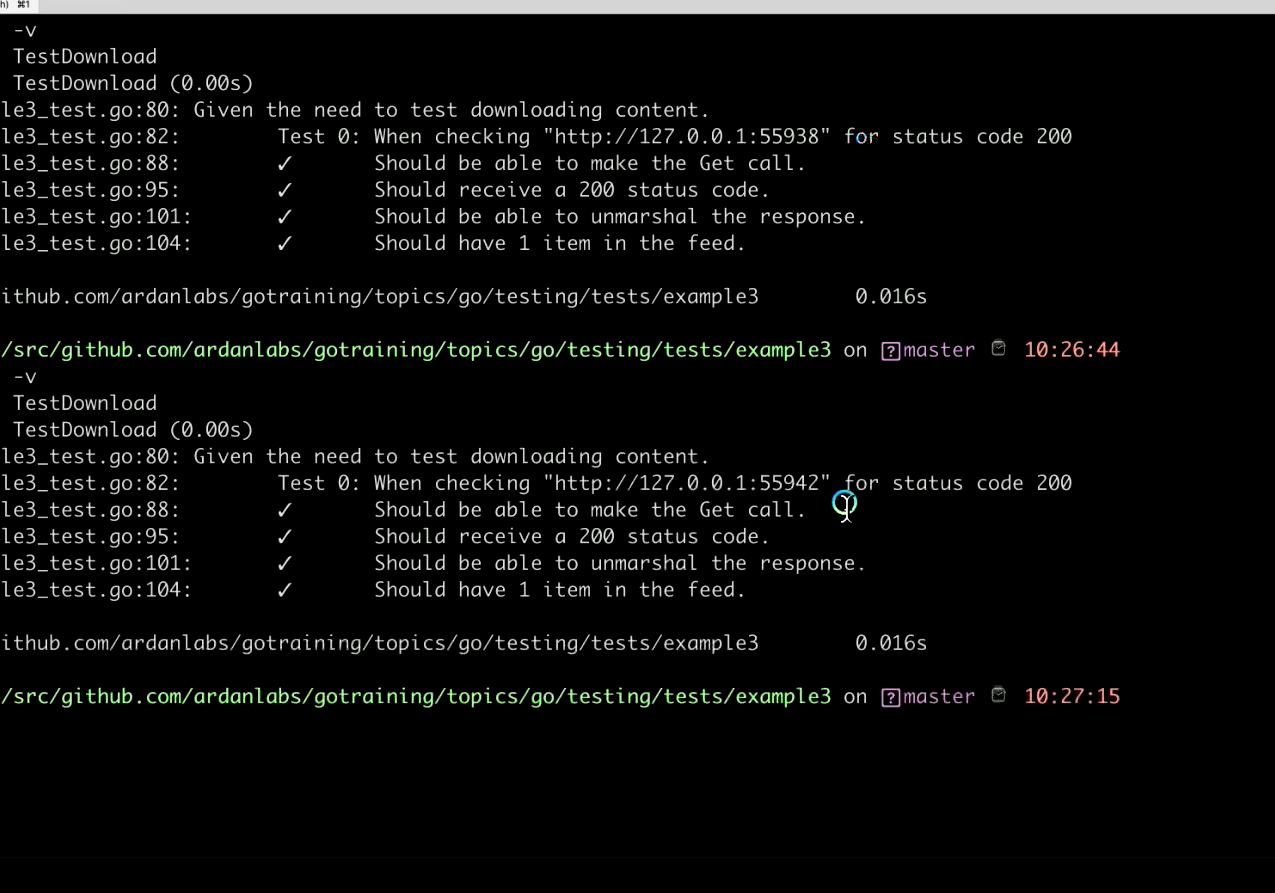 h) ⌘1
-v
TestDownload
TestDownload (0.00s)
le3_test.go:80: Given the need to test downloading content.
le3_test.go:82: Test 0: When checking "http://127.0.0.1:55938" for status code 200
le3_test.go:88: ✓ Should be able to make the Get call.
le3_test.go:95: ✓ Should receive a 200 status code.
le3_test.go:101: ✓ Should be able to unmarshal the response.
le3_test.go:104: ✓ Should have 1 item in the feed.
ithub.com/ardanlabs/gotraining/topics/go/testing/tests/example3 0.016s
/src/github.com/ardanlabs/gotraining/topics/go/testing/tests/example3 on ?master 10:26:44
-v
TestDownload
TestDownload (0.00s)
le3_test.go:80: Given the need to test downloading content.
le3_test.go:82: Test 0: When checking "http://127.0.0.1:55942" for status code 200
le3_test.go:88: ✓ Should be able to make the Get call.
le3_test.go:95: ✓ Should receive a 200 status code.
le3_test.go:101: ✓ Should be able to unmarshal the response.
le3_test.go:104: ✓ Should have 1 item in the feed.
ithub.com/ardanlabs/gotraining/topics/go/testing/tests/example3 0.016s
/src/github.com/ardanlabs/gotraining/topics/go/testing/tests/example3 on ?master 10:27:15